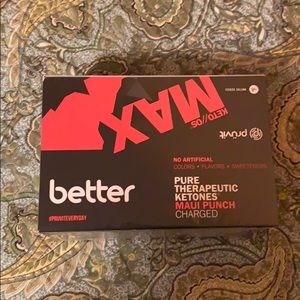 KETO//OS
MAX
prüvit
NO ARTIFICIAL
COLORS • FLAVORS • SWEETENERS
better
PURE
THERAPEUTIC
KETONES
MAUI PUNCH
CHARGED
#PRUVITEVERYDAY